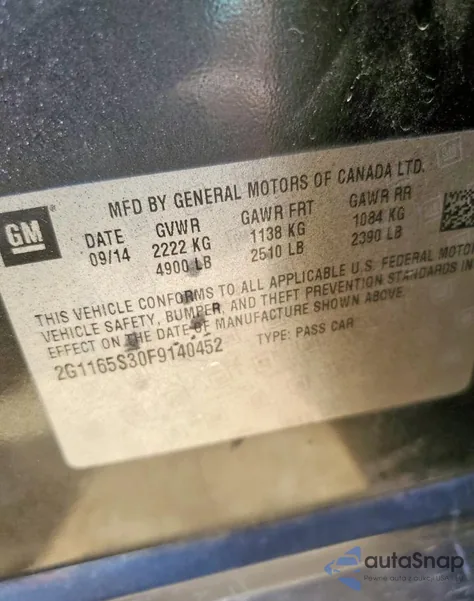 MFD BY GENERAL MOTORS OF CANADA LTD.
GM
DATE GVWR GAWR FRT GAWR RR
09/14 2222 KG 1138 KG 1084 KG
4900 LB 2510 LB 2390 LB
THIS VEHICLE CONFORMS TO ALL APPLICABLE U.S. FEDERAL MOTOR
VEHICLE SAFETY, BUMPER, AND THEFT PREVENTION STANDARDS IN
EFFECT ON THE DATE OF MANUFACTURE SHOWN ABOVE.
2G1165S30F9140452 TYPE: PASS CAR
autoSnap